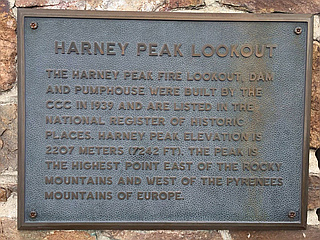 HARNEY PEAK LOOKOUT
THE HARNEY PEAK FIRE LOOKOUT, DAM
AND PUMPHOUSE WERE BUILT BY THE
CCC IN 1939 AND ARE LISTED IN THE
NATIONAL REGISTER OF HISTORIC
PLACES. HARNEY PEAK ELEVATION IS
2207 METERS (7242 FT). THE PEAK IS
THE HIGHEST POINT EAST OF THE ROCKY
MOUNTAINS AND WEST OF THE PYRENEES
MOUNTAINS OF EUROPE.